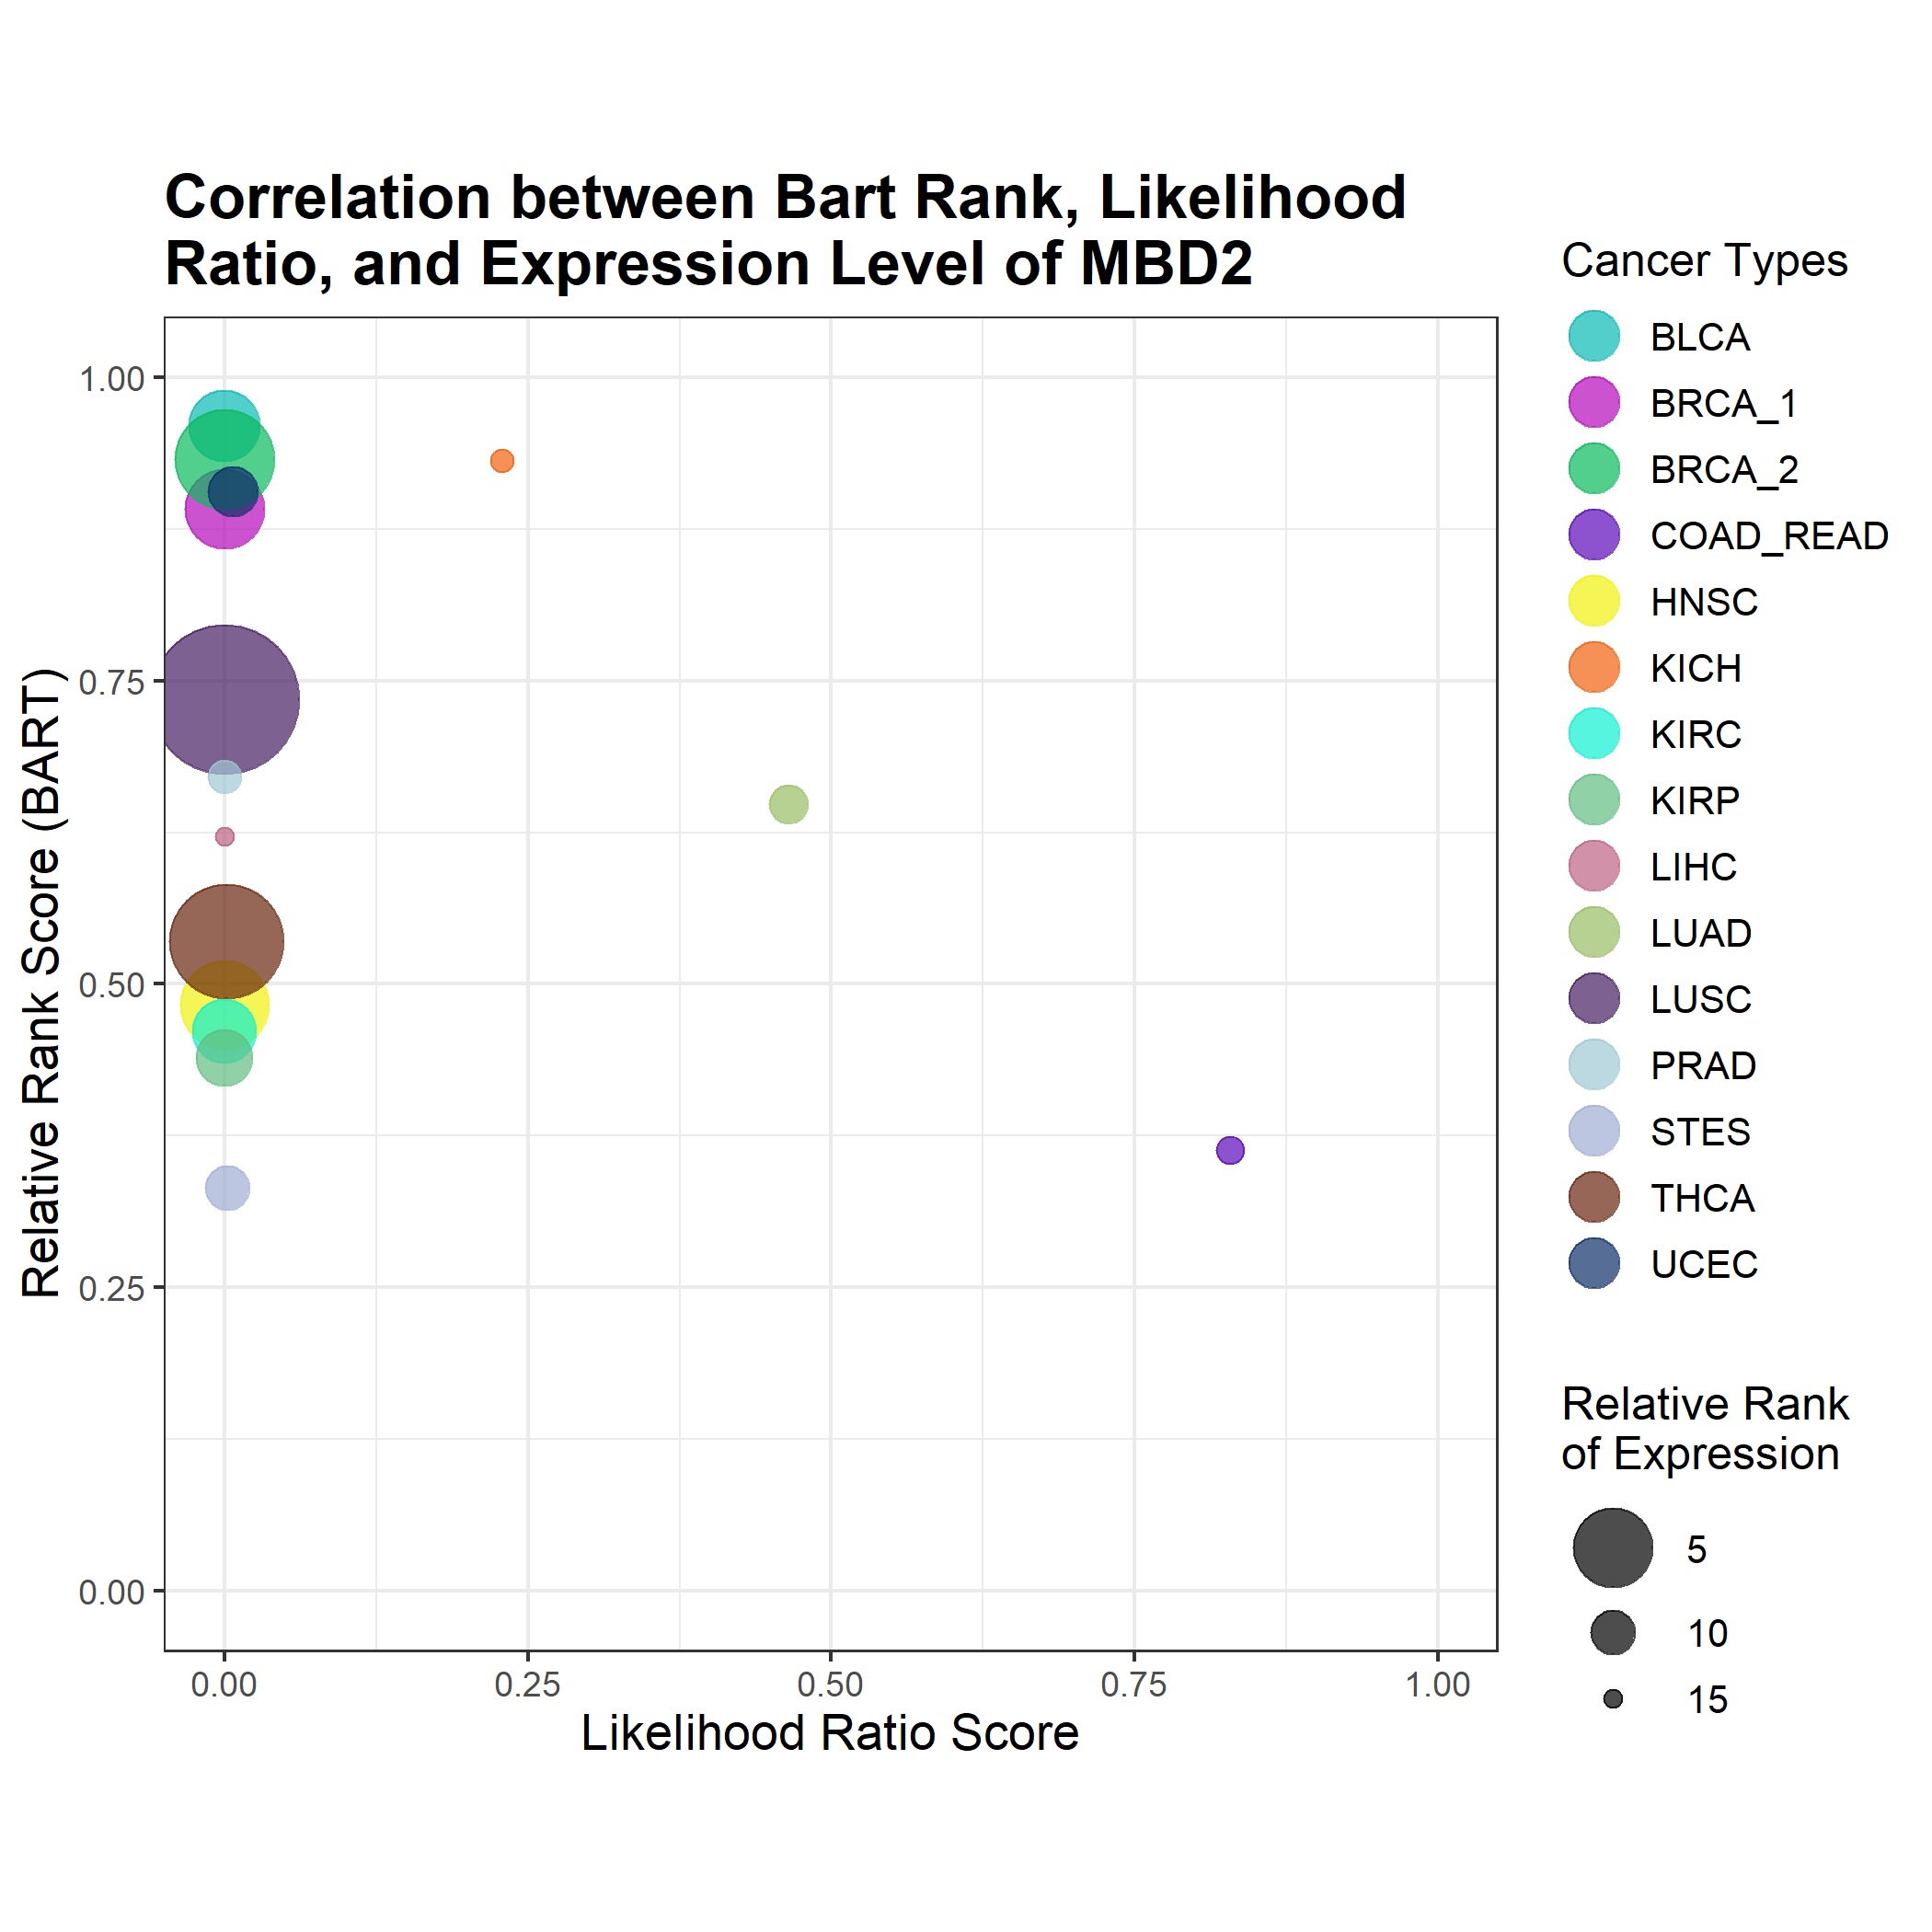 Correlation between Bart Rank, Likelihood
Ratio, and Expression Level of MBD2
Relative Rank Score (BART)
1.00
0.75
0.50
0.25
0.00
0.00
0.25
0.50
0.75
1.00
Likelihood Ratio Score
Cancer Types
BLCA
BRCA_1
BRCA_2
COAD_READ
HNSC
KICH
KIRC
KIRP
LIHC
LUAD
LUSC
PRAD
STES
THCA
UCEC
Relative Rank
of Expression
5
10
15